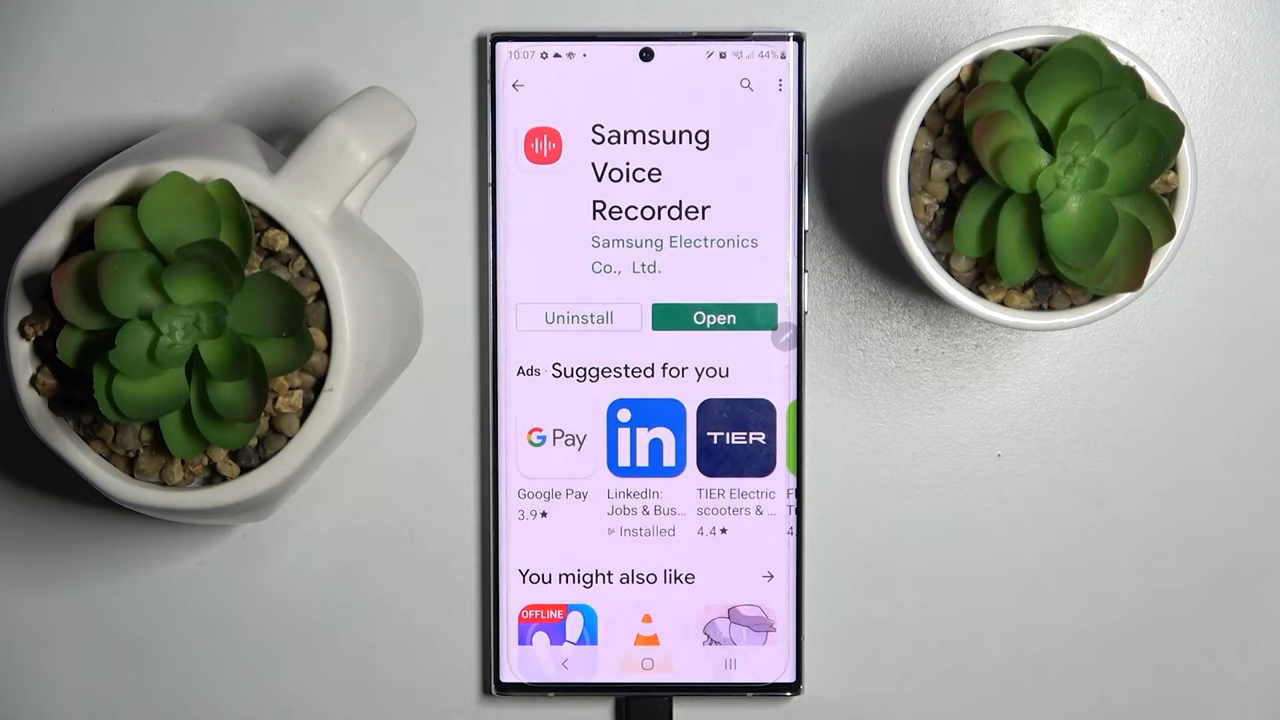 10:07
44%
Samsung
Voice
Recorder
Samsung Electronics
Co., Ltd.
Uninstall
Open
Ads · Suggested for you
G Pay
in
TIER
Google Pay
LinkedIn:
Jobs & Bus...
TIER Electric
scooters & ...
3.9★
Installed
4.4★
4.
You might also like
OFFLINE